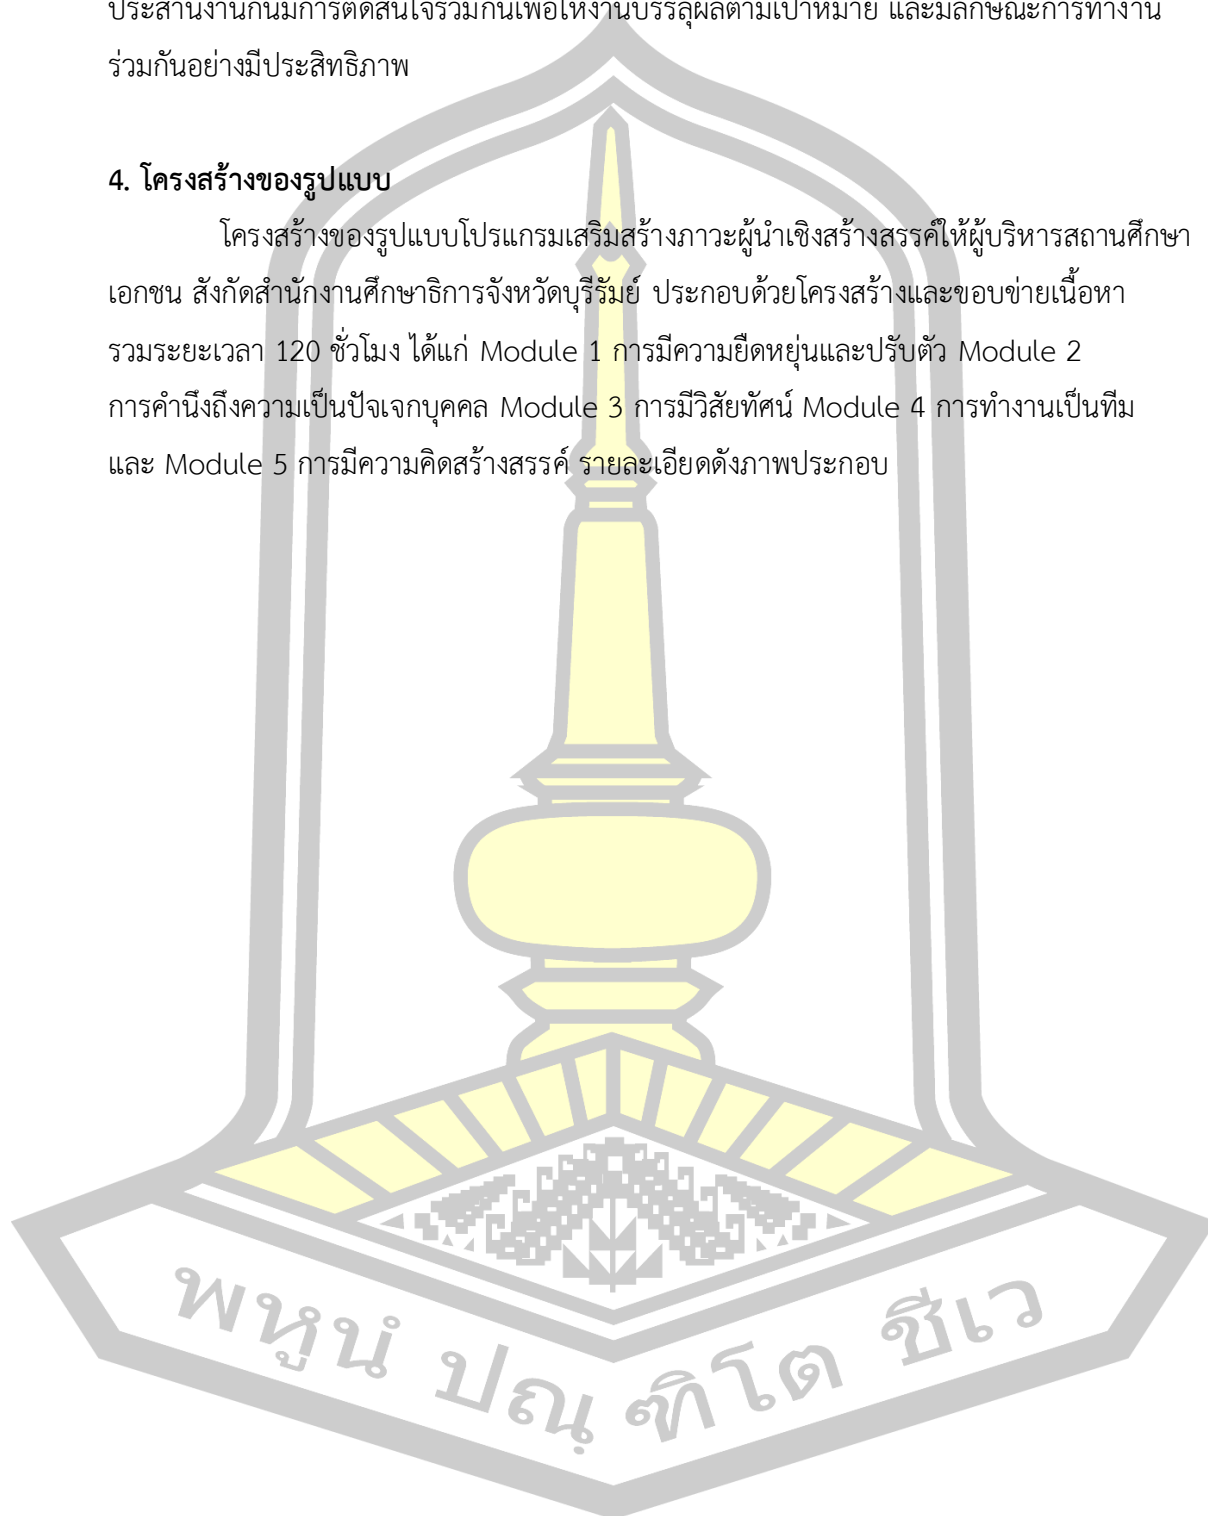 ประสานงานกันมีการตัดสินใจร่วมกันเพื่อให้งานบรรลุผลตามเป้าหมาย และมีลักษณะการทำงาน
ร่วมกันอย่างมีประสิทธิภาพ
4. โครงสร้างของรูปแบบ
โครงสร้างของรูปแบบโปรแกรมเสริมสร้างภาวะผู้นำเชิงสร้างสรรค์ให้ผู้บริหารสถานศึกษา
เอกชน สังกัดสำนักงานศึกษาธิการจังหวัดบุรีรัมย์ ประกอบด้วยโครงสร้างและขอบข่ายเนื้อหา
รวมระยะเวลา 120 ชั่วโมง ได้แก่ Module 1 การมีความยืดหยุ่นและปรับตัว Module 2
การคำนึงถึงความเป็นปัจเจกบุคคล Module 3 การมีวิสัยทัศน์ Module 4 การทำงานเป็นทีม
และ Module 5 การมีความคิดสร้างสรรค์ รายละเอียดดังภาพประกอบ
พหูนํ ปณฺฑิโต ชีเว